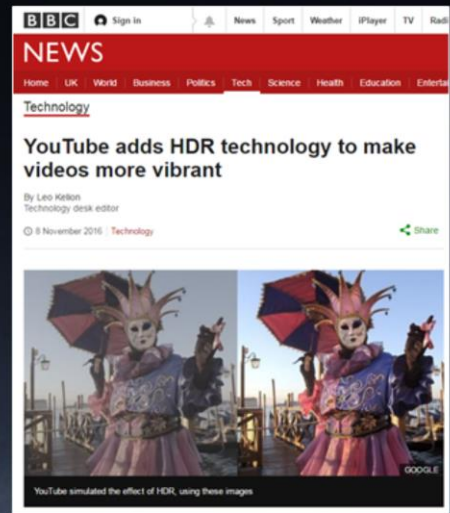 BBC Sign in News Sport Weather iPlayer TV
NEWS
Home UK World Business Politics Tech Science Health Education
Technology
YouTube adds HDR technology to make
videos more vibrant
By Leo Kelion
Technology desk editor
8 November 2016 Technology Share
GOOGLE
YouTube simulated the effect of HDR, using these images